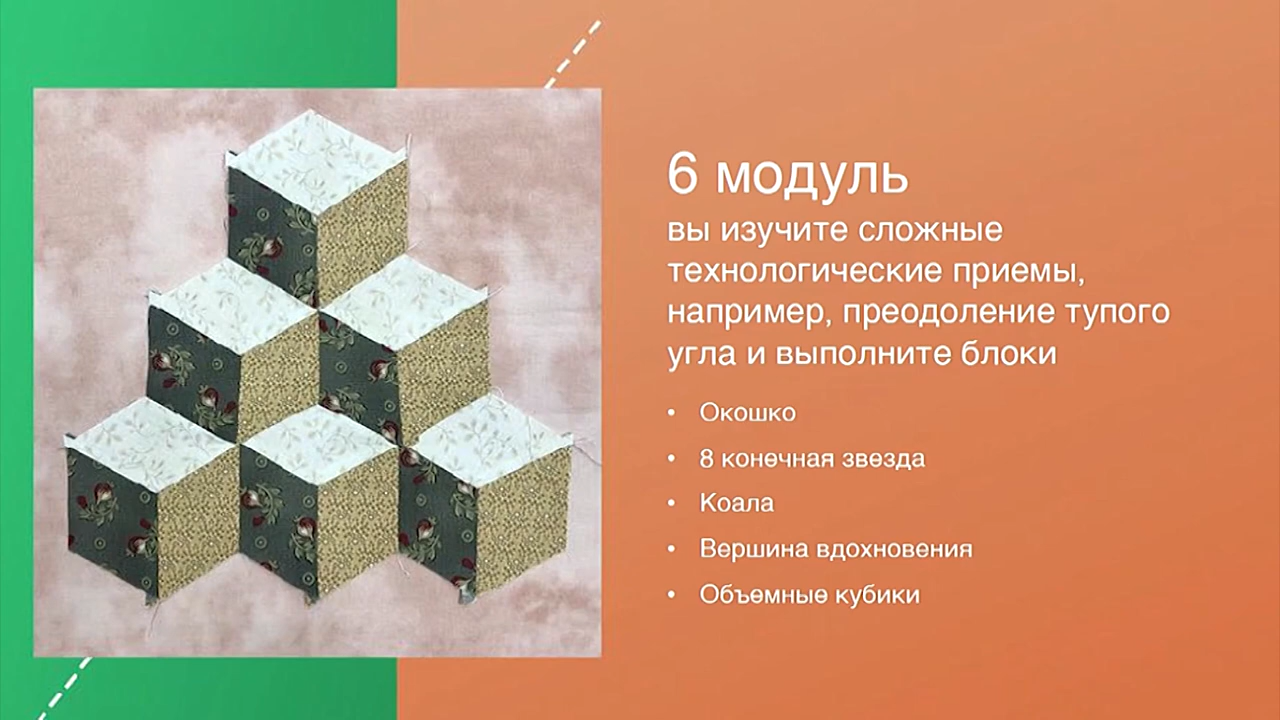 6 модуль
вы изучите сложные
технологические приемы,
например, преодоление тупого
угла и выполните блоки
• Окошко
• 8 конечная звезда
• Коала
• Вершина вдохновения
• Объемные кубики